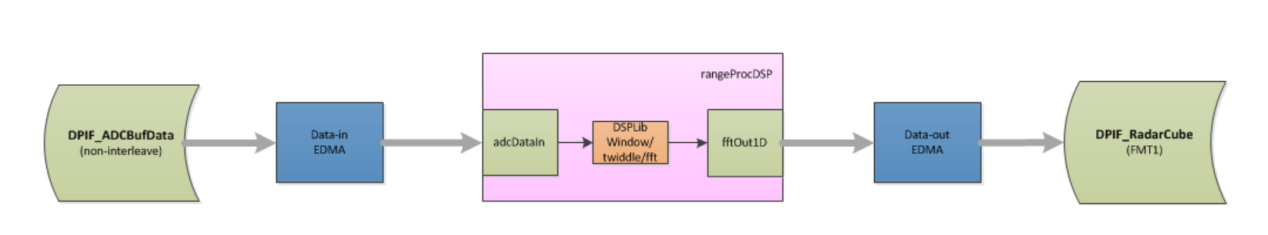 DPIF_ADCBufData
(non-interleave)
Data-in
EDMA
rangeProcDSP
adcDataIn
DSPLib
Window/
twiddle/fft
fftOut1D
Data-out
EDMA
DPIF_RadarCube
(FMT1)